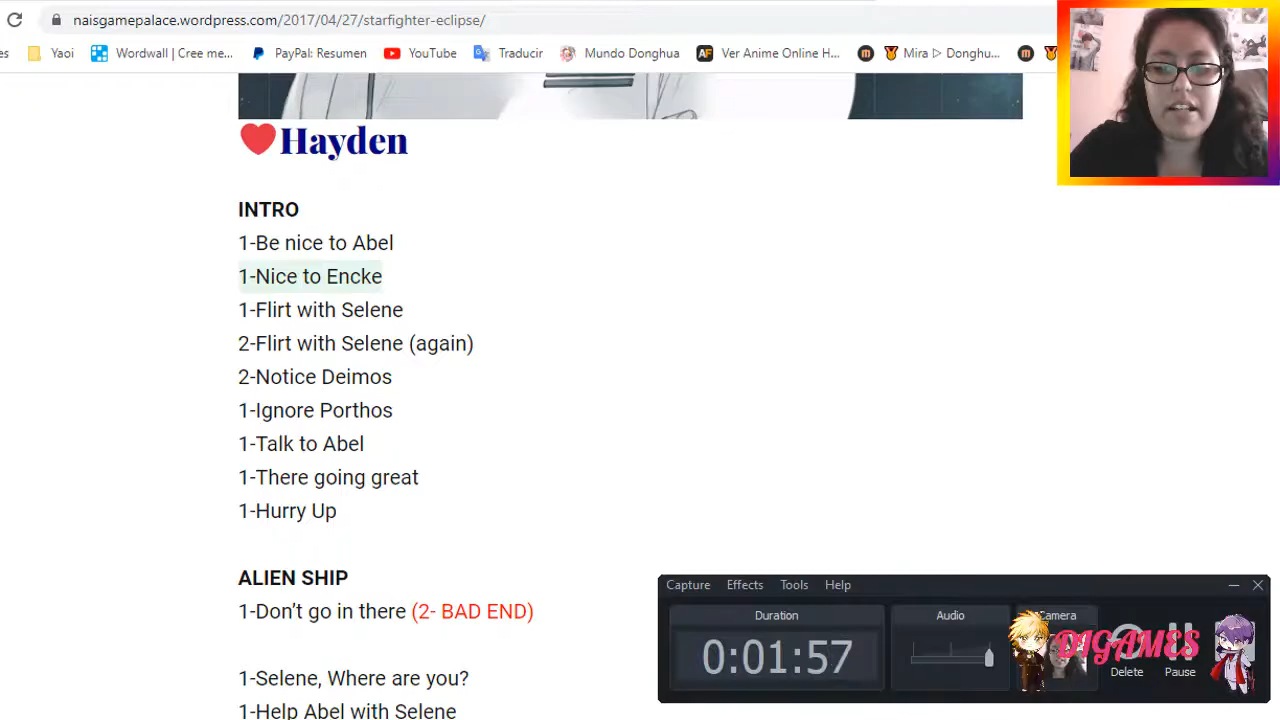 naisgamepalace.wordpress.com/2017/04/27/starfighter-eclipse/
es Yaoi Wordwall | Cree me... PayPal: Resumen YouTube Traducir Mundo Donghua Ver Anime Online H... Mira ▷ Donghu...
Hayden
INTRO
1-Be nice to Abel
1-Nice to Encke
1-Flirt with Selene
2-Flirt with Selene (again)
2-Notice Deimos
1-Ignore Porthos
1-Talk to Abel
1-There going great
1-Hurry Up
ALIEN SHIP
1-Don’t go in there (2- BAD END)
1-Selene, Where are you?
1-Help Abel with Selene
Capture Effects Tools Help
Duration Audio Camera
0:01:57
DIGAMES
Delete Pause